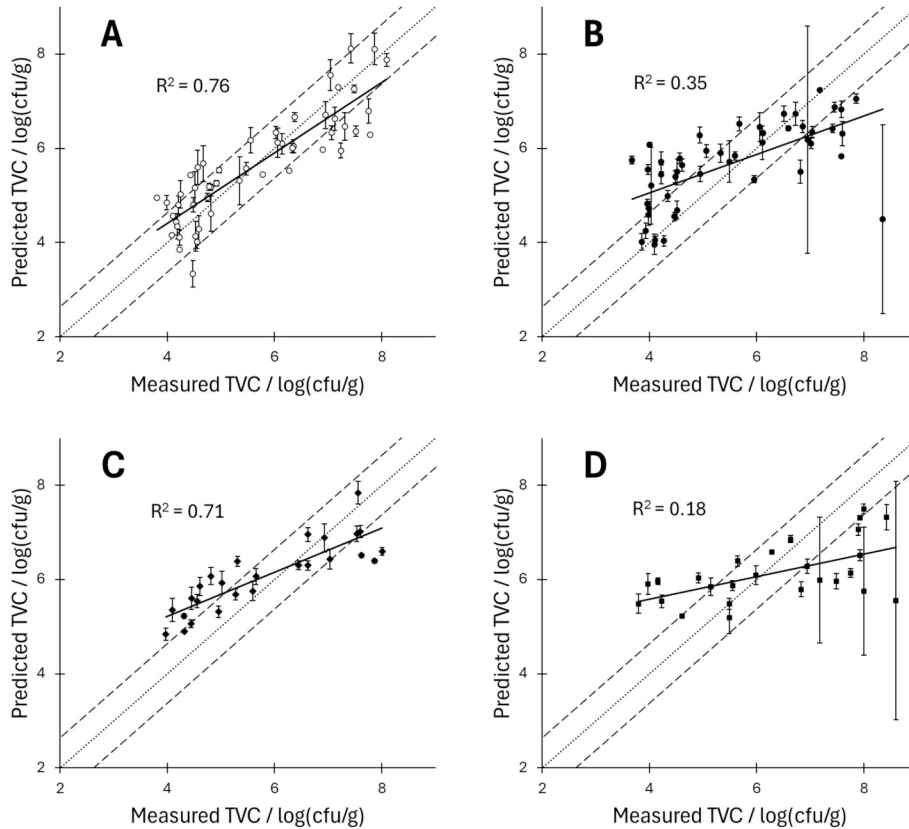 A
R² = 0.76
8
6
4
2
2 4 6 8
Predicted TVC / log(cfu/g)
Measured TVC / log(cfu/g)
B
R² = 0.35
8
6
4
2
2 4 6 8
Predicted TVC / log(cfu/g)
Measured TVC / log(cfu/g)
C
R² = 0.71
8
6
4
2
2 4 6 8
Predicted TVC / log(cfu/g)
Measured TVC / log(cfu/g)
D
R² = 0.18
8
6
4
2
2 4 6 8
Predicted TVC / log(cfu/g)
Measured TVC / log(cfu/g)